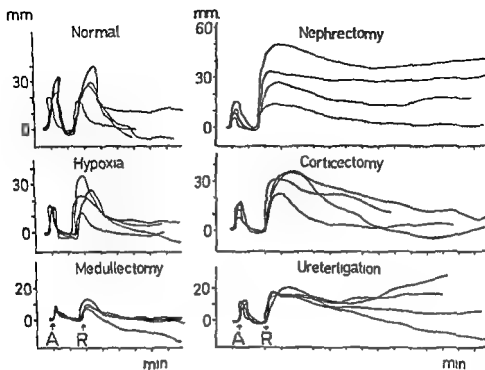 mm
Normal
30
0
Hypoxia
30
0
Medullectomy
20
0
A
R
min
mm
60
Nephrectomy
30
0
Corticectomy
30
0
Ureterligation
20
0
A
R
min